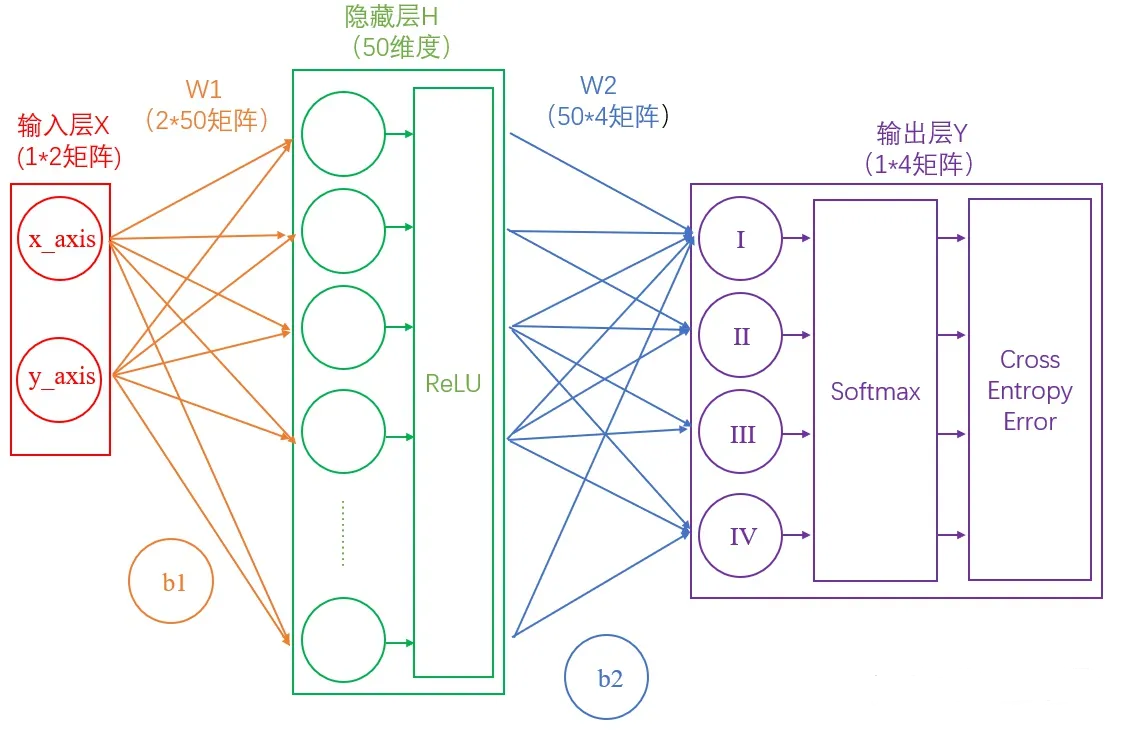 输入层X
(1*2矩阵)
x_axis
y_axis
W1
（2*50矩阵）
b1
隐藏层H
（50维度）
ReLU
W2
（50*4矩阵）
b2
输出层Y
（1*4矩阵）
I
II
III
IV
Softmax
Cross
Entropy
Error